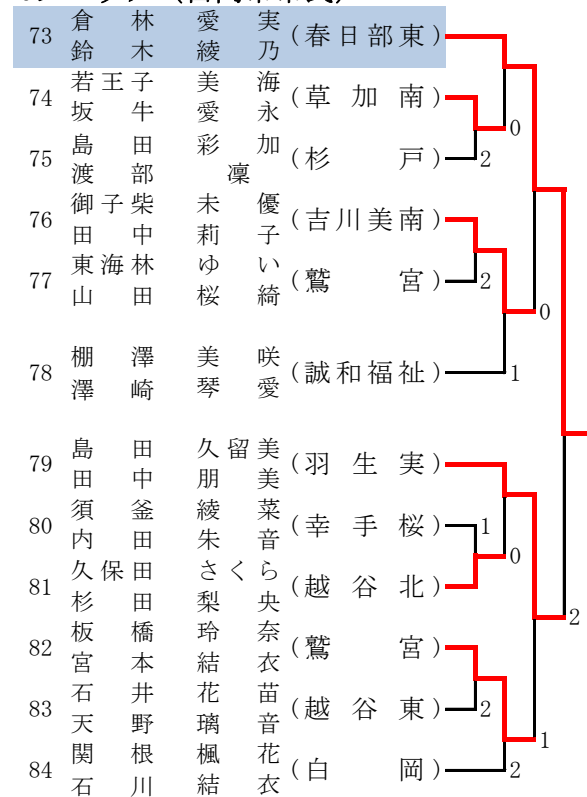 73 倉林愛実 (春日部東)
鈴木綾乃
74 若王子美海 (草加南)
坂牛愛永
0
75 島田彩加 (杉戸) 2
渡部凜
76 御子柴未優 (吉川美南)
田中莉子
77 東海林ゆい (鷲宮) 2
山田桜綺
0
78 棚澤美咲 (誠和福祉) 1
澤崎琴愛
79 島田久留美 (羽生実)
田中朋美
80 須釜綾菜 (幸手桜) 1
内田朱音
0
81 久保田さくら (越谷北)
杉田梨央
2
82 板橋玲奈 (鷲宮)
宮本結衣
83 石井花苗 (越谷東) 2
天野璃音
1
84 関根楓花 (白岡) 2
石川結衣